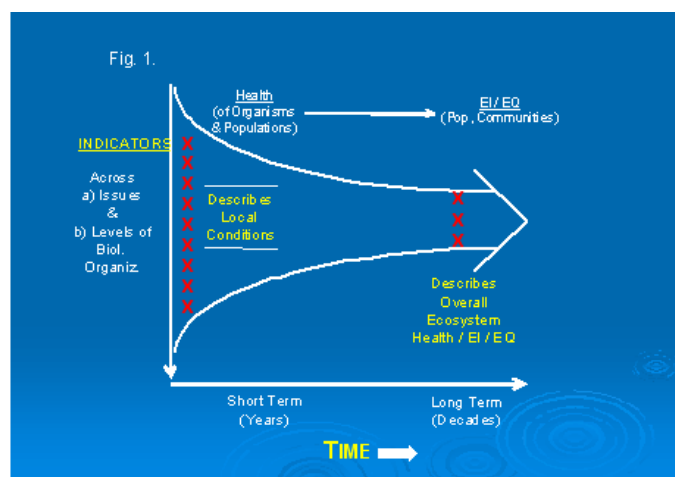 Fig. 1.
Health
(of Organisms
& Populations)
EI / EQ
(Pop, Communities)
INDICATORS
X
X
X
X
X
X
X
X
X
X
X
X
X
Across
a) Issues
&
b) Levels of
Biol.
Organiz.
Describes
Local
Conditions
Describes
Overall
Ecosystem
Health / EI / EQ
Short Term
(Years)
Long Term
(Decades)
TIME